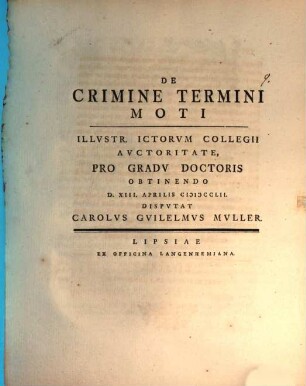 9.
DE
CRIMINE TERMINI
MOTI
ILLVSTR. ICTORVM COLLEGII
AVCTORITATE,
PRO GRADV DOCTORIS
OBTINENDO
D. XIII. APRILIS CIƆIƆCCLII.
DISPVTAT
CAROLVS GVILELMVS MVLLER.
LIPSIAE
EX OFFICINA LANGENHEMIANA.